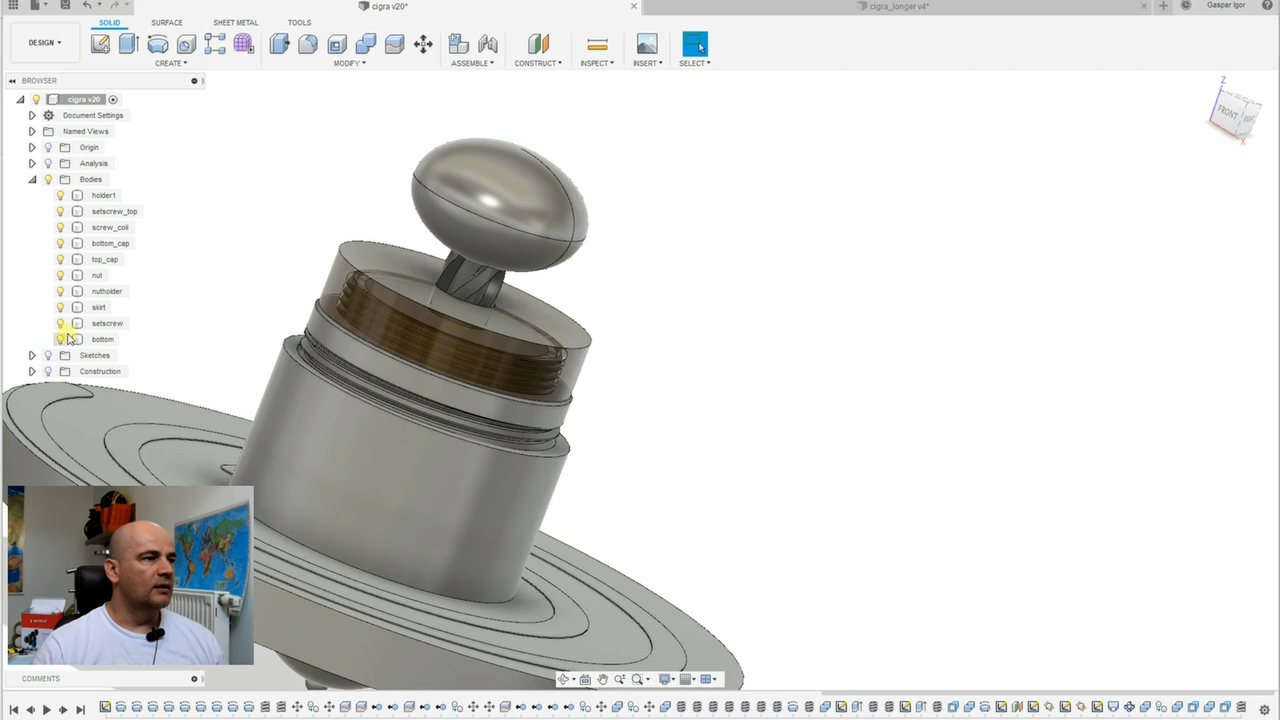 cigra v20*
cigra_longer v4*
Gaspar Igor
SOLID
SURFACE
SHEET METAL
TOOLS
DESIGN
CREATE
MODIFY
ASSEMBLE
CONSTRUCT
INSPECT
INSERT
SELECT
BROWSER
cigra v20
Document Settings
Named Views
Origin
Analysis
Bodies
holder1
setscrew_top
screw_coil
bottom_cap
top_cap
nut
nutholder
skirt
setscrew
bottom
Sketches
Construction
Z
FRONT
X
COMMENTS